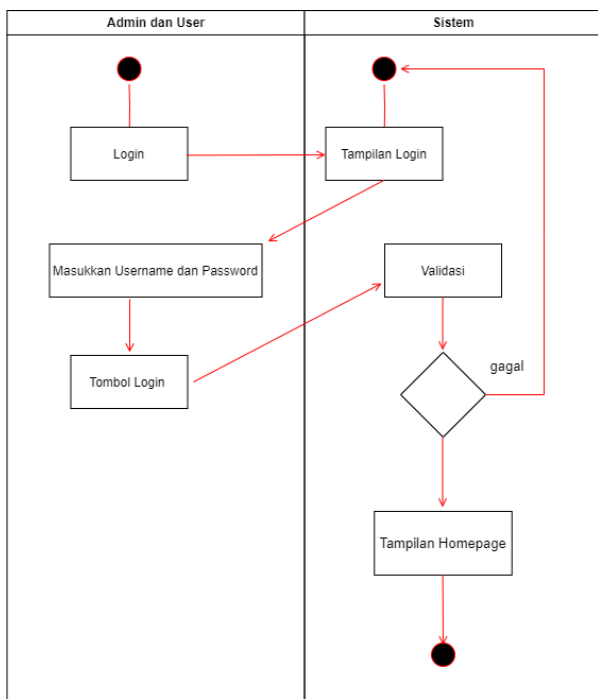 Admin dan User
Sistem
Login
Tampilan Login
Masukkan Username dan Password
Validasi
Tombol Login
gagal
Tampilan Homepage